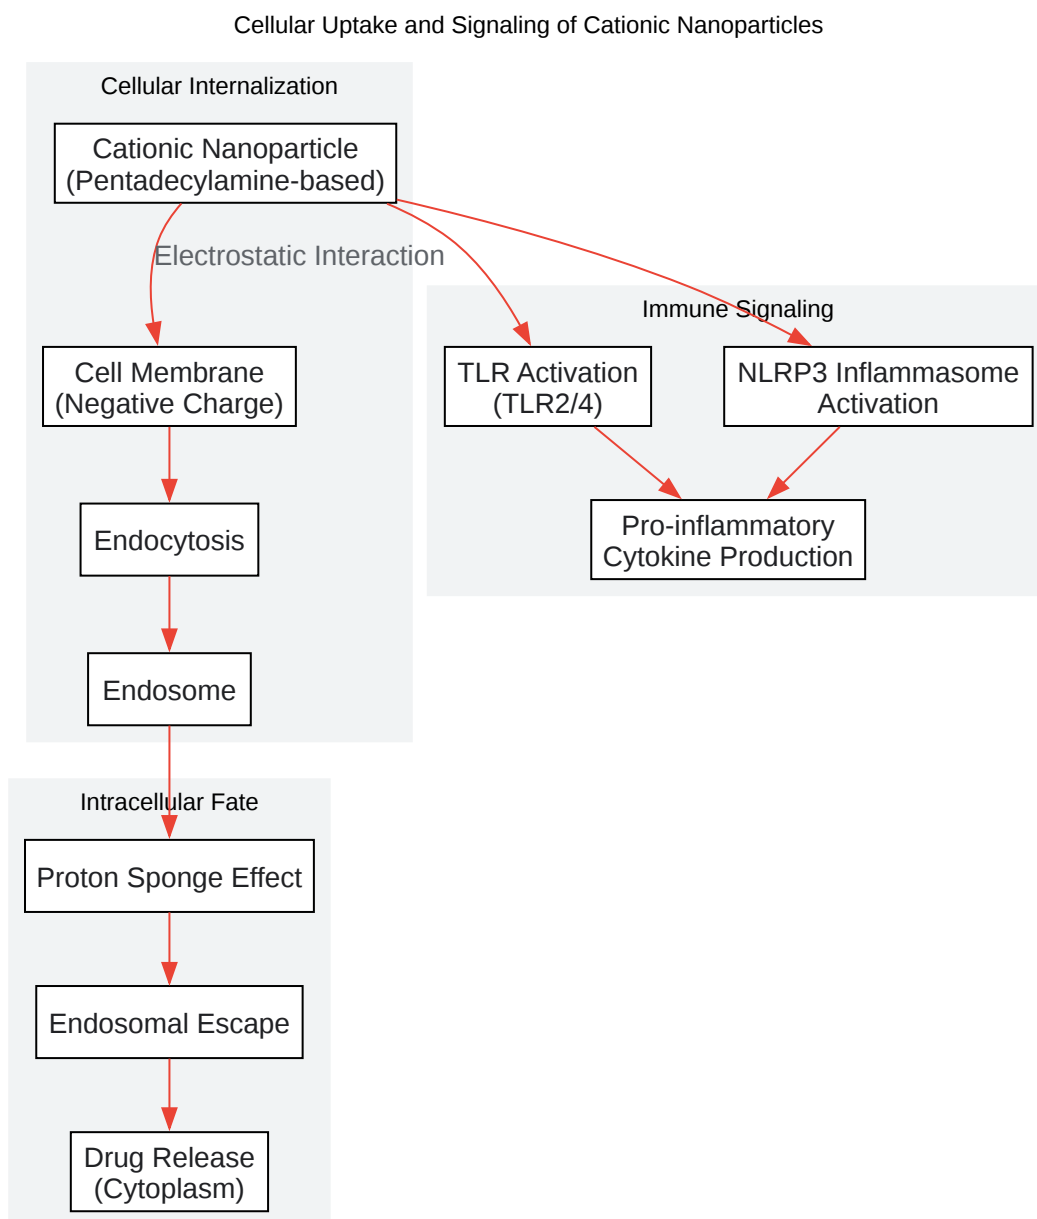 Cellular Uptake and Signaling of Cationic Nanoparticles
Cellular Internalization
Cationic Nanoparticle
(Pentadecylamine-based)
Electrostatic Interaction
Immune Signaling
Cell Membrane
(Negative Charge)
TLR Activation
(TLR2/4)
NLRP3 Inflammasome
Activation
Endocytosis
Pro-inflammatory
Cytokine Production
Endosome
Intracellular Fate
Proton Sponge Effect
Endosomal Escape
Drug Release
(Cytoplasm)